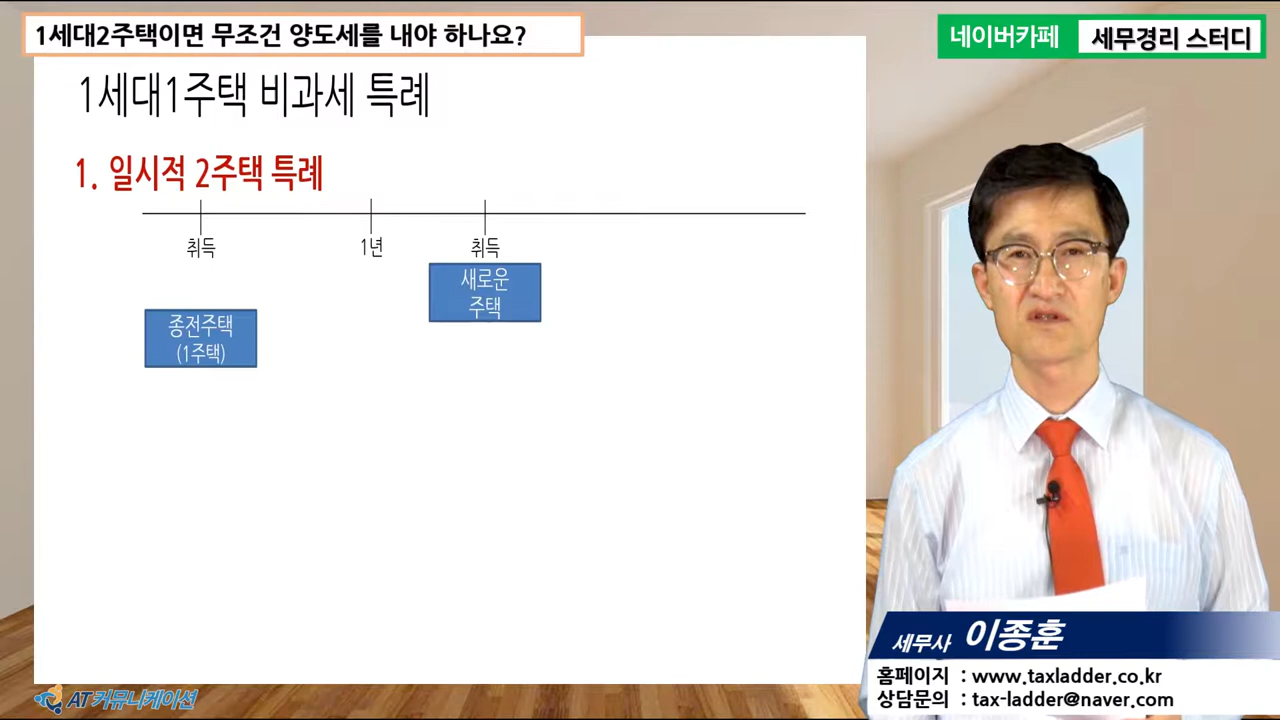 1세대2주택이면 무조건 양도세를 내야 하나요?
네이버카페 세무경리 스터디
1세대1주택 비과세 특례
1. 일시적 2주택 특례
취득 1년 취득
새로운
주택
종전주택
(1주택)
세무사 이종훈
홈페이지 : www.taxladder.co.kr
상담문의 : tax-ladder@naver.com
AT커뮤니케이션